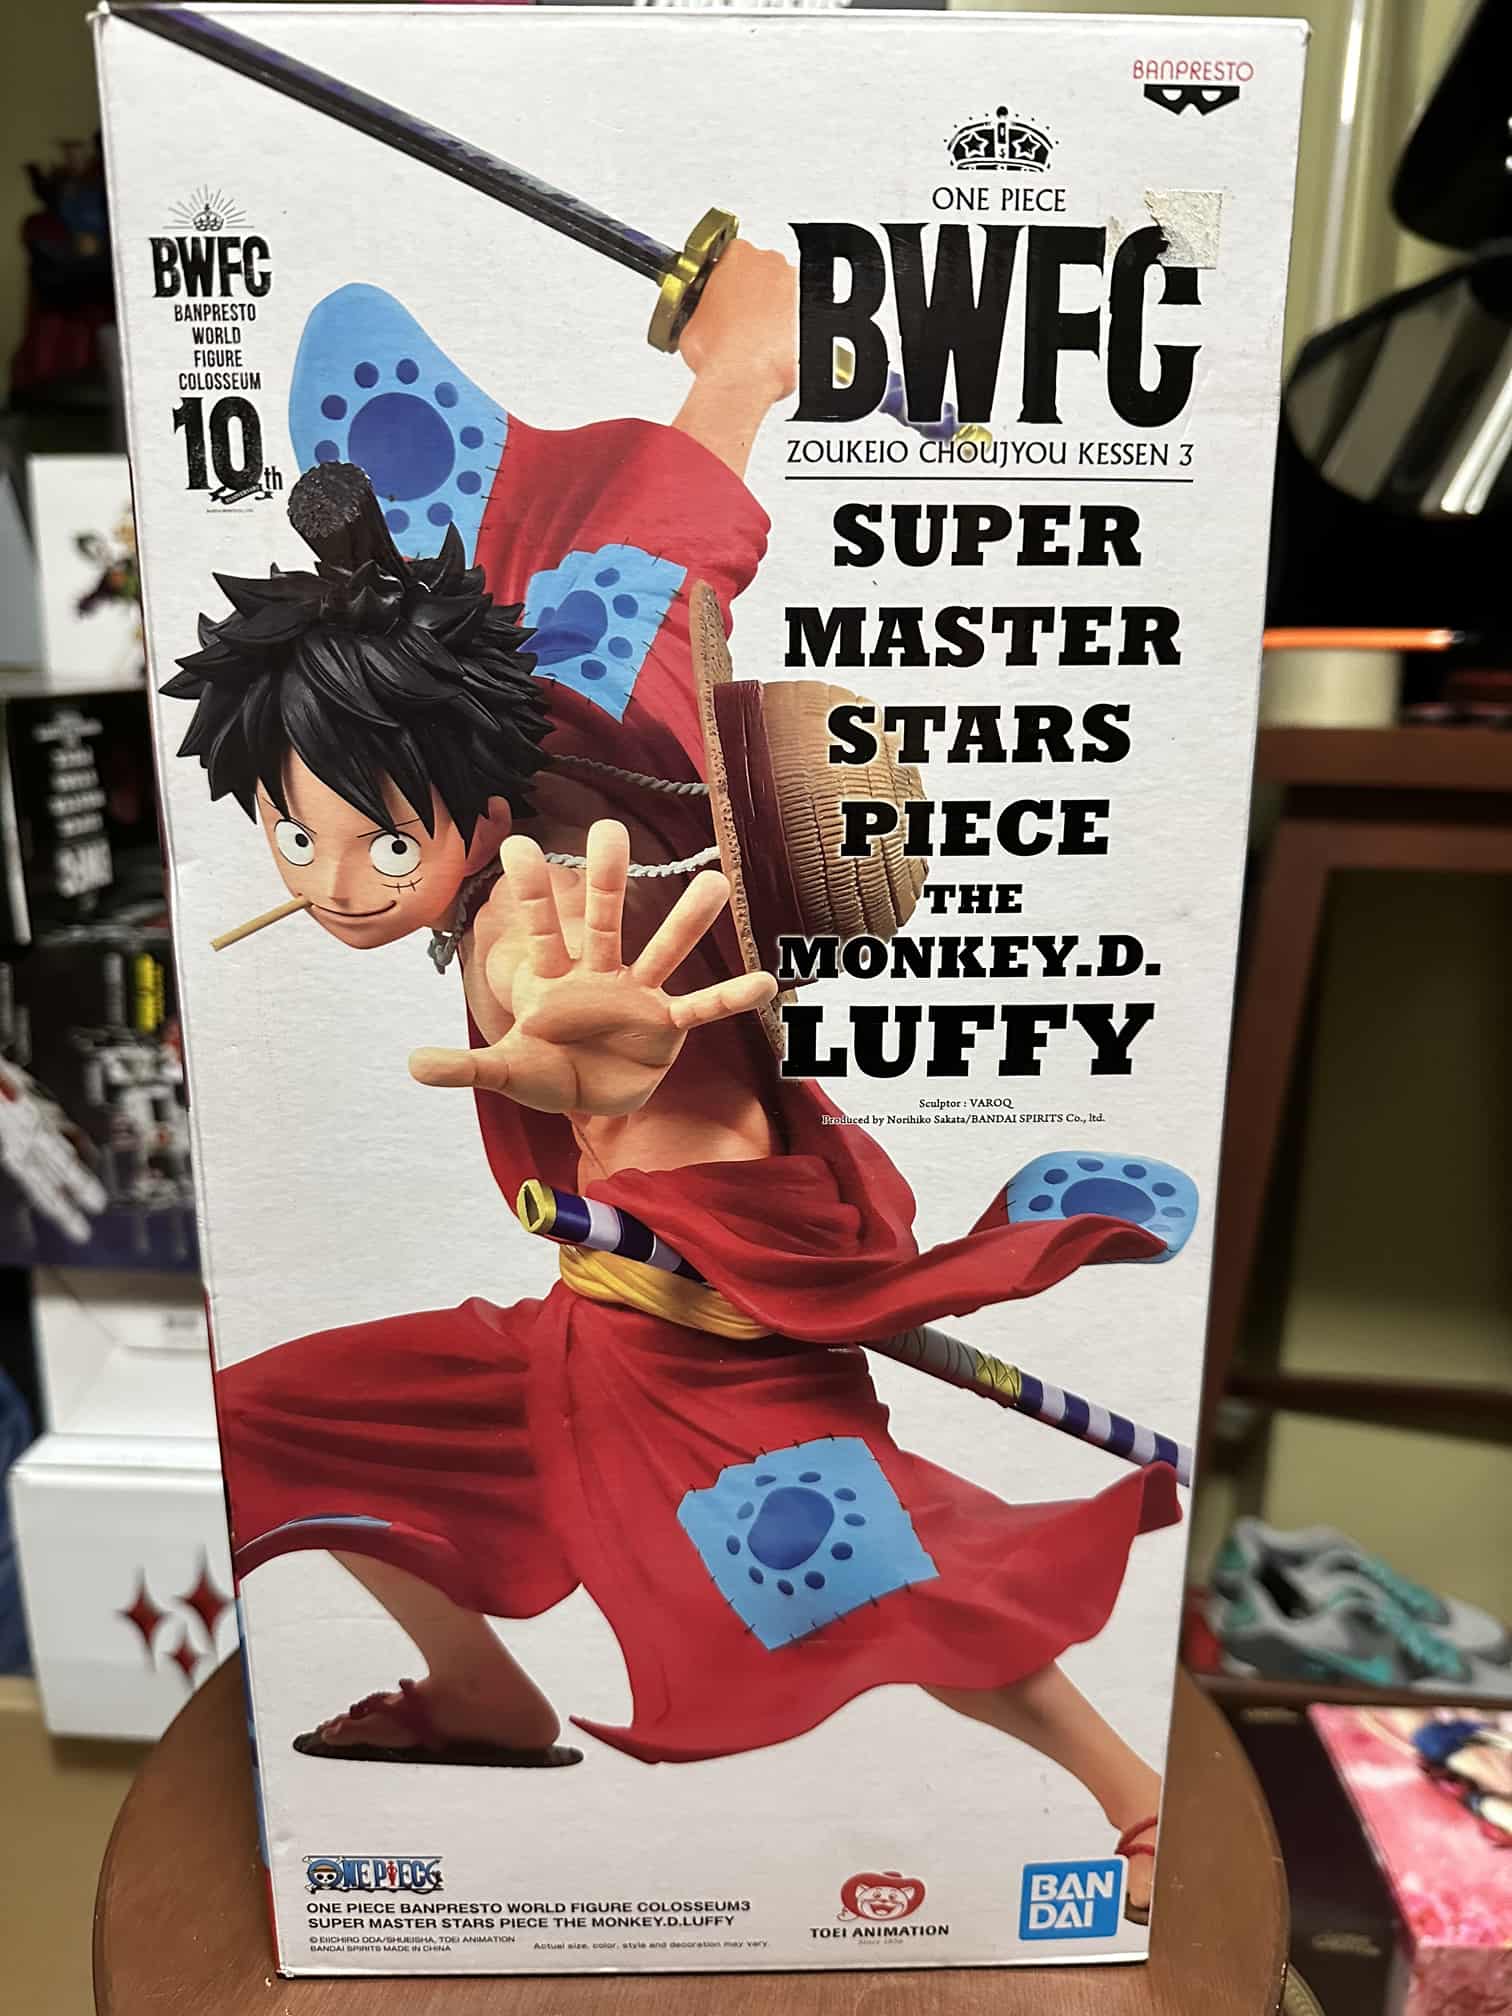 BANPRESTO
ONE PIECE
BWFC
ZOUKEIO CHOUJYOU KESSEN 3
SUPER
MASTER
STARS
PIECE
THE
MONKEY.D.
LUFFY
Sculptor : VAROQ
Produced by Norihiko Sakata/BANDAI SPIRITS Co., ltd.
BWFC
BANPRESTO
WORLD
FIGURE
COLOSSEUM
10th
ANNIVERSARY
ONE PIECE
ONE PIECE BANPRESTO WORLD FIGURE COLOSSEUM3
SUPER MASTER STARS PIECE THE MONKEY.D.LUFFY
© EIICHIRO ODA/SHUEISHA, TOEI ANIMATION
BANDAI SPIRITS MADE IN CHINA
Actual size, color, style and decoration may vary.
TOEI ANIMATION
Since 1956
BAN
DAI